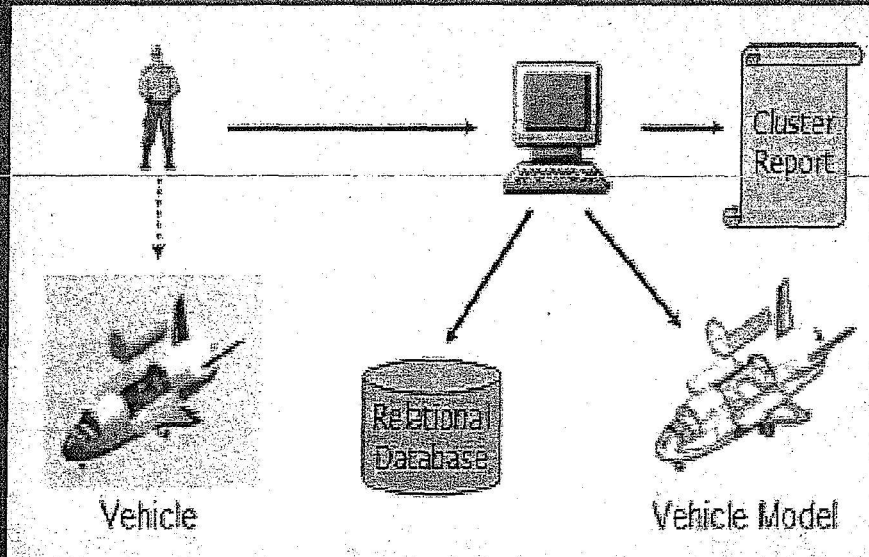 Cluster
Report
Relational
Database
Vehicle
Vehicle Model